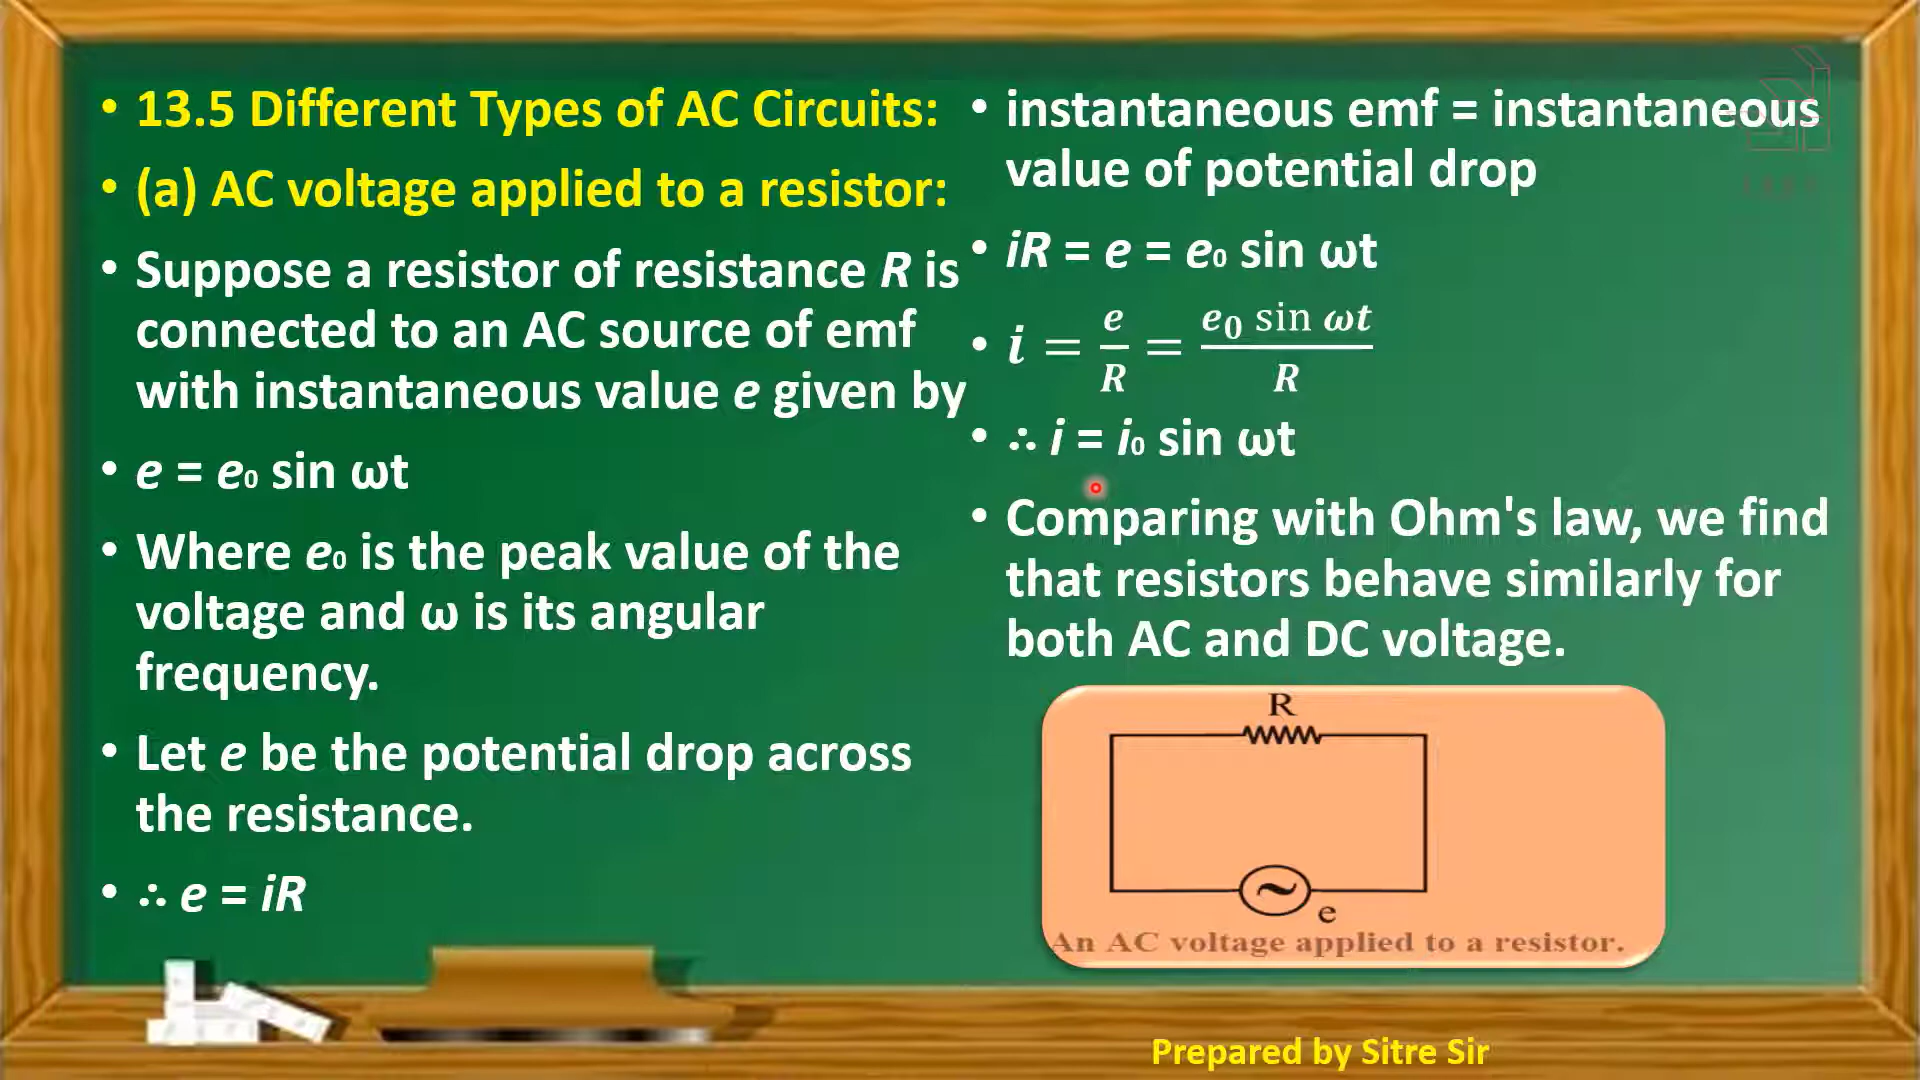 • 13.5 Different Types of AC Circuits:
• (a) AC voltage applied to a resistor:
• Suppose a resistor of resistance R is
connected to an AC source of emf
with instantaneous value e given by
• e = e₀ sin ωt
• Where e₀ is the peak value of the
voltage and ω is its angular
frequency.
• Let e be the potential drop across
the resistance.
• ∴ e = iR
• instantaneous emf = instantaneous
value of potential drop
• iR = e = e₀ sin ωt
• i = e/R = e₀ sin ωt/R
• ∴ i = i₀ sin ωt
• Comparing with Ohm's law, we find
that resistors behave similarly for
both AC and DC voltage.
R
e
An AC voltage applied to a resistor.
Prepared by Sitre Sir